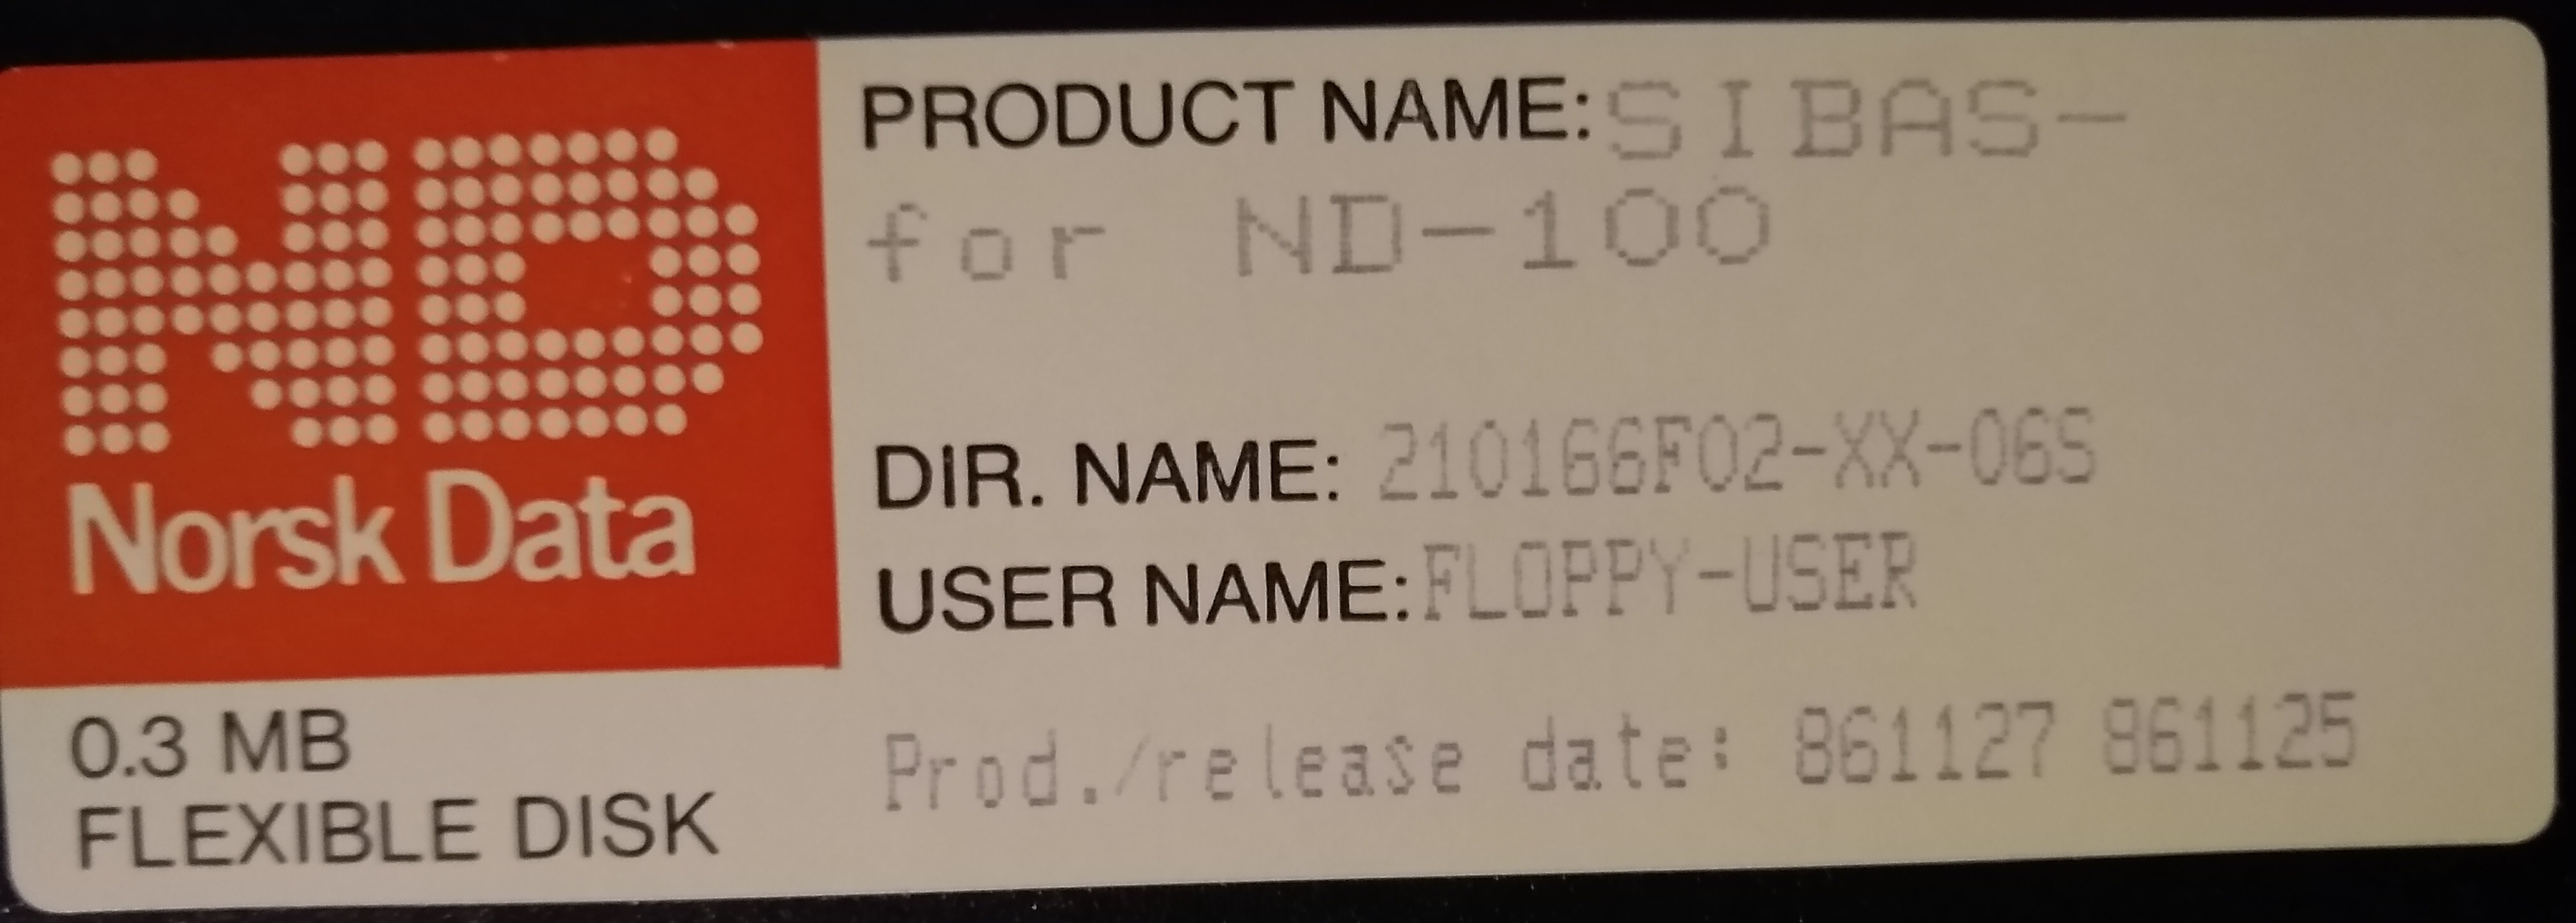 ND
Norsk Data
0.3 MB
FLEXIBLE DISK
PRODUCT NAME: SIBAS-
for ND-100
DIR. NAME: 210166F02-XX-06S
USER NAME: FLOPPY-USER
Prod./release date: 861127 861125